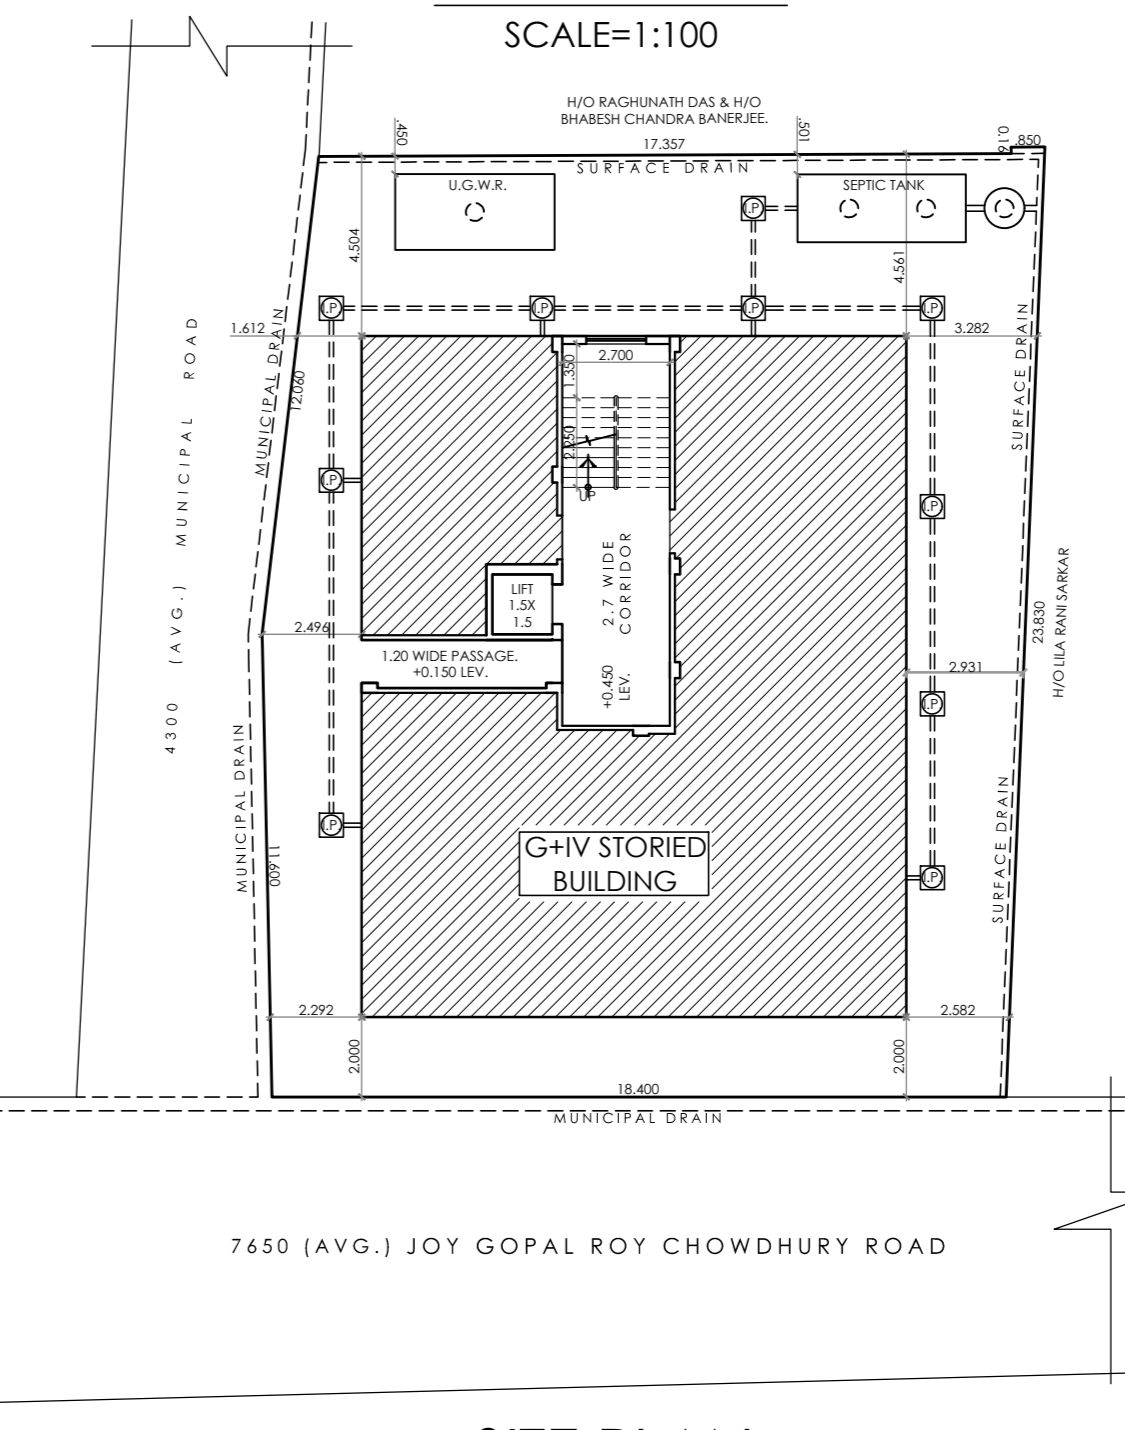 SCALE=1:100
H/O RAGHUNATH DAS & H/O
BHABESH CHANDRA BANERJEE.
.450
17.357
.501
.850
SURFACE DRAIN
U.G.W.R.
SEPTIC TANK
I.P
4.504
4.561
I.P
I.P
I.P
I.P
1.612
3.282
MUNICIPAL DRAIN
12.060
SURFACE DRAIN
2.700
1.350
2.250
UP
I.P.
I.P.
4300 (AVG.) MUNICIPAL ROAD
2.7 WIDE
CORRIDOR
LIFT
1.5X
1.5
2.496
1.20 WIDE PASSAGE.
+0.150 LEV.
+0.450
LEV.
23.830
H/O LILA RANI SARKAR
2.931
I.P.
MUNICIPAL DRAIN
I.P
11.600
G+IV STORIED
BUILDING
I.P
SURFACE DRAIN
2.292
2.582
2.000
2.000
18.400
MUNICIPAL DRAIN
7650 (AVG.) JOY GOPAL ROY CHOWDHURY ROAD